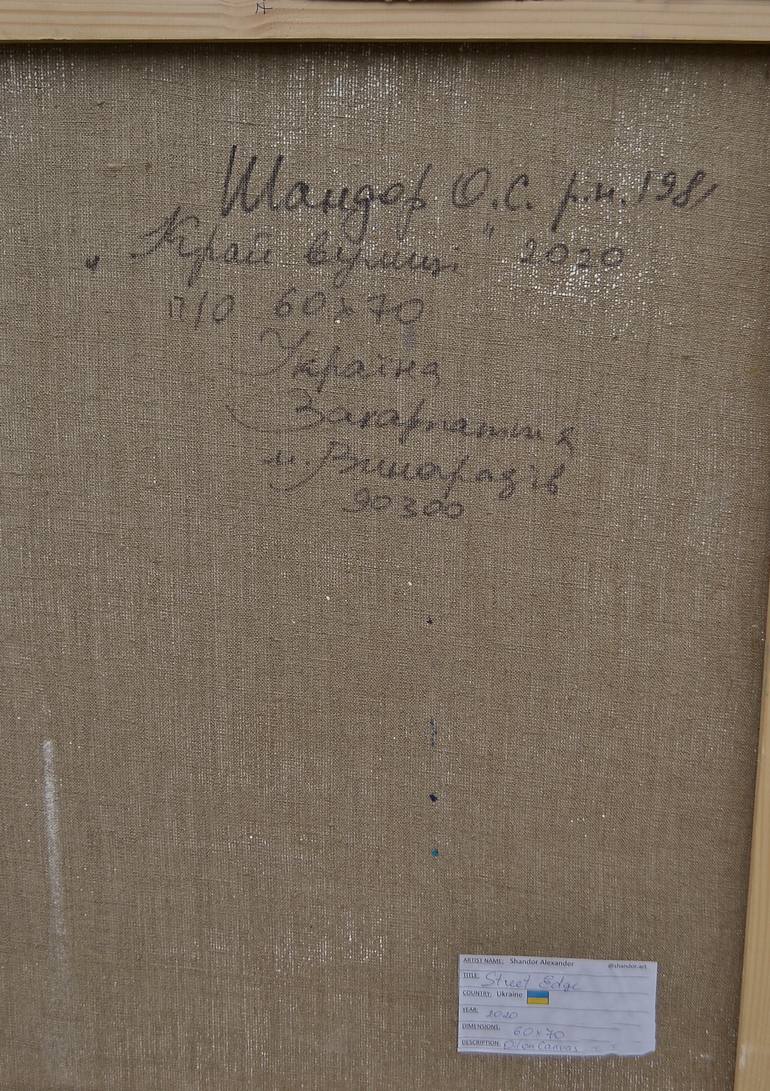 Шандор О.С. р.н. 1981
„Край вулиці" 2020
п/о 60х70
Україна
Закарпаття
м. Виноградів
90300
ARTIST NAME: Shandor Alexander @shandor.art
TITLE: Street Edge
COUNTRY: Ukraine
YEAR: 2020
DIMENSIONS: 60x70
DESCRIPTION: Oil on Canvas